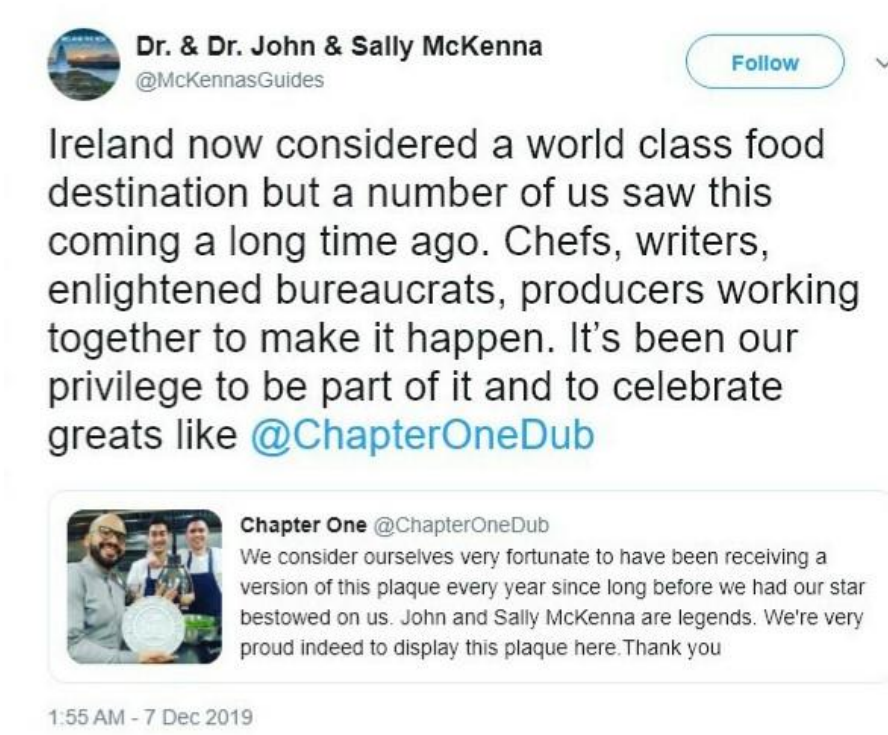 Dr. & Dr. John & Sally McKenna
@McKennasGuides
Follow
Ireland now considered a world class food
destination but a number of us saw this
coming a long time ago. Chefs, writers,
enlightened bureaucrats, producers working
together to make it happen. It’s been our
privilege to be part of it and to celebrate
greats like @ChapterOneDub
Chapter One @ChapterOneDub
We consider ourselves very fortunate to have been receiving a
version of this plaque every year since long before we had our star
bestowed on us. John and Sally McKenna are legends. We're very
proud indeed to display this plaque here.Thank you
1:55 AM - 7 Dec 2019